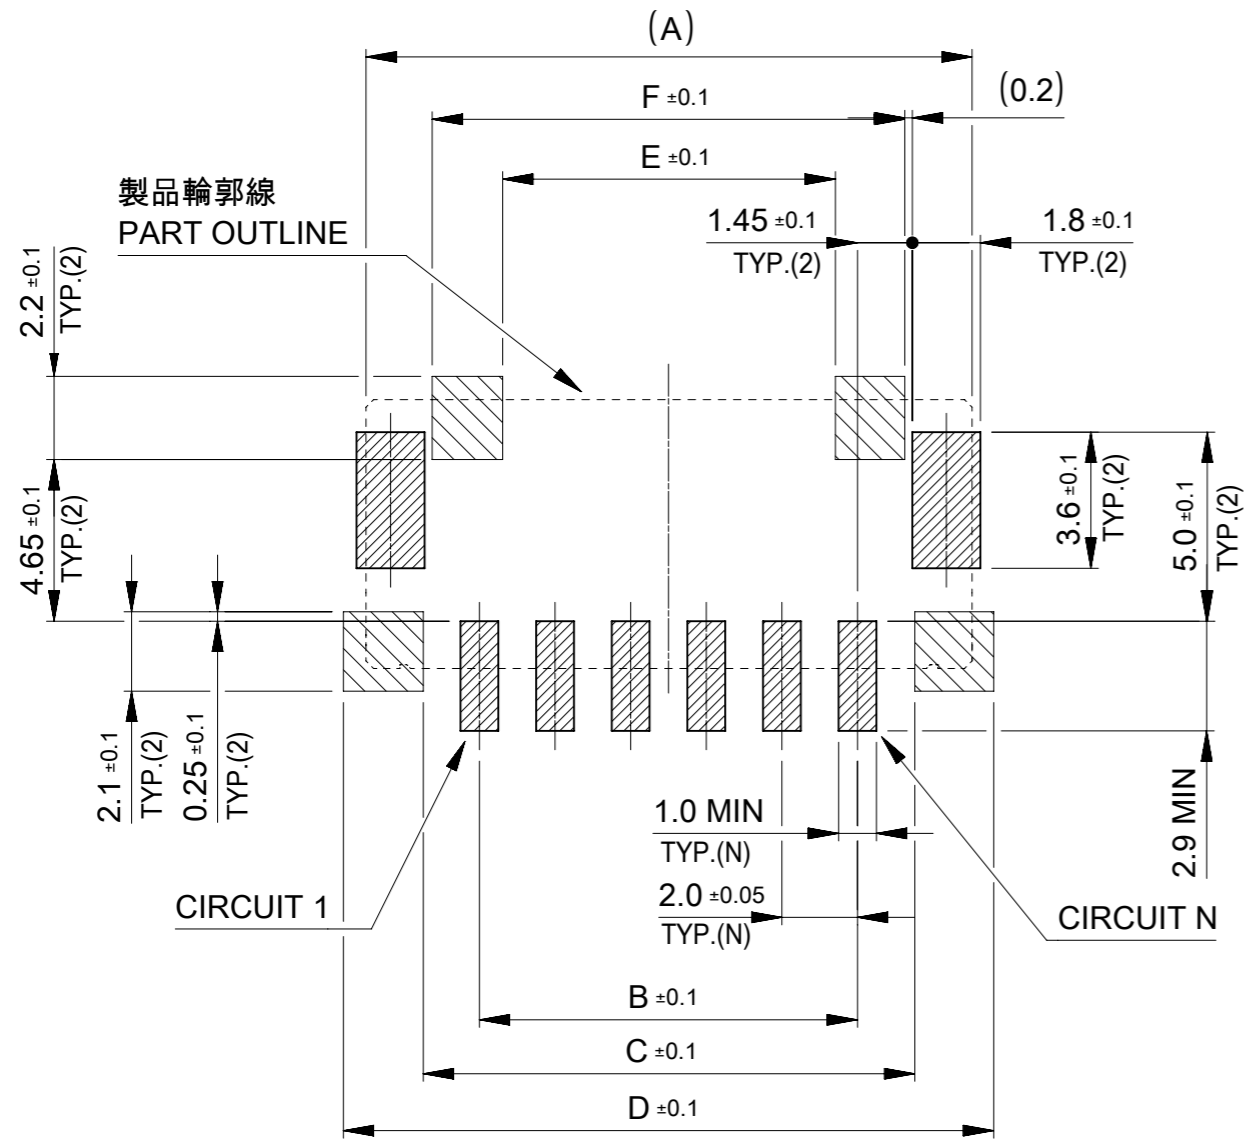 (A)
F ±0.1
(0.2)
E ±0.1
製品輪郭線
PART OUTLINE
1.45 ±0.1
TYP.(2)
1.8 ±0.1
TYP.(2)
2.2 ±0.1
TYP.(2)
4.65 ±0.1
TYP.(2)
3.6 ±0.1
TYP.(2)
5.0 ±0.1
TYP.(2)
2.1 ±0.1
TYP.(2)
0.25 ±0.1
TYP.(2)
2.9 MIN
1.0 MIN
TYP.(N)
2.0 ±0.05
TYP.(N)
CIRCUIT 1
CIRCUIT N
B ±0.1
C ±0.1
D ±0.1